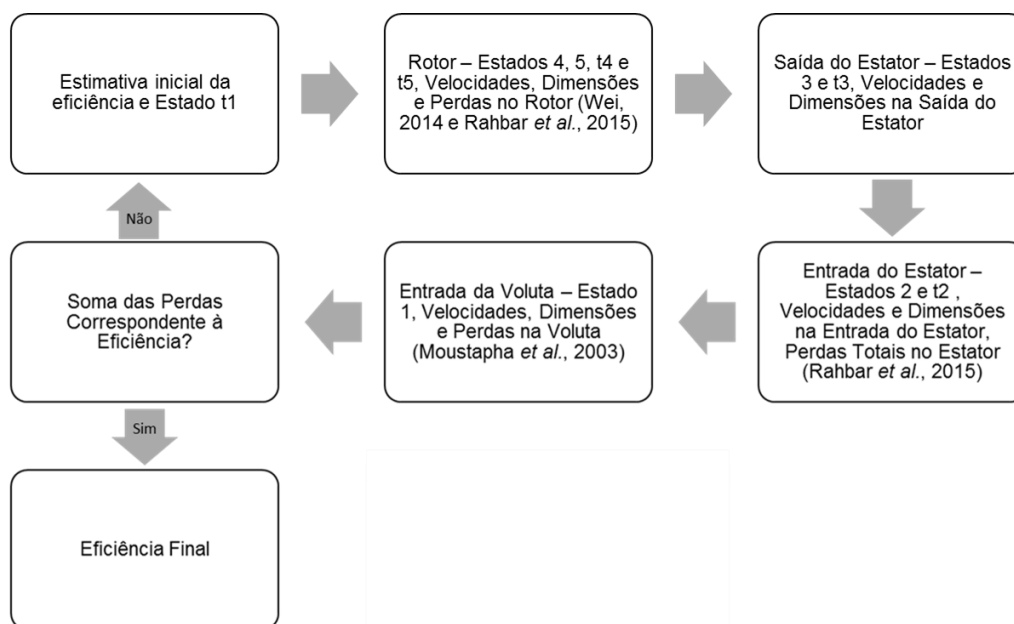 Estimativa inicial da
eficiência e Estado t1
Rotor – Estados 4, 5, t4 e
t5, Velocidades, Dimensões
e Perdas no Rotor (Wei,
2014 e Rahbar et al., 2015)
Saída do Estator – Estados
3 e t3, Velocidades e
Dimensões na Saída do
Estator
Entrada do Estator –
Estados 2 e t2 ,
Velocidades e Dimensões
na Entrada do Estator,
Perdas Totais no Estator
(Rahbar et al., 2015)
Entrada da Voluta – Estado
1, Velocidades, Dimensões
e Perdas na Voluta
(Moustapha et al., 2003)
Soma das Perdas
Correspondente à
Eficiência?
Não
Sim
Eficiência Final